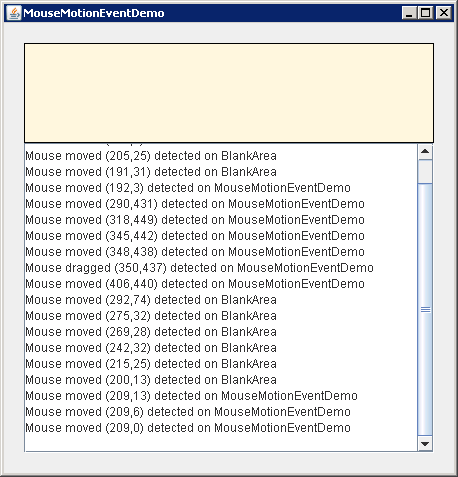 MouseMotionEventDemo
Mouse moved (205,25) detected on BlankArea
Mouse moved (191,31) detected on BlankArea
Mouse moved (192,3) detected on MouseMotionEventDemo
Mouse moved (290,431) detected on MouseMotionEventDemo
Mouse moved (318,449) detected on MouseMotionEventDemo
Mouse moved (345,442) detected on MouseMotionEventDemo
Mouse moved (348,438) detected on MouseMotionEventDemo
Mouse dragged (350,437) detected on MouseMotionEventDemo
Mouse moved (406,440) detected on MouseMotionEventDemo
Mouse moved (292,74) detected on BlankArea
Mouse moved (275,32) detected on BlankArea
Mouse moved (269,28) detected on BlankArea
Mouse moved (242,32) detected on BlankArea
Mouse moved (215,25) detected on BlankArea
Mouse moved (200,13) detected on BlankArea
Mouse moved (209,13) detected on MouseMotionEventDemo
Mouse moved (209,6) detected on MouseMotionEventDemo
Mouse moved (209,0) detected on MouseMotionEventDemo